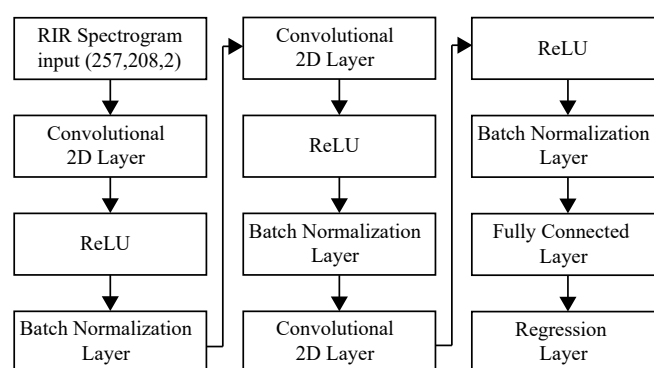 RIR Spectrogram
input (257,208,2)
Convolutional
2D Layer
ReLU
Batch Normalization
Layer
Convolutional
2D Layer
ReLU
Batch Normalization
Layer
Convolutional
2D Layer
ReLU
Batch Normalization
Layer
Fully Connected
Layer
Regression
Layer